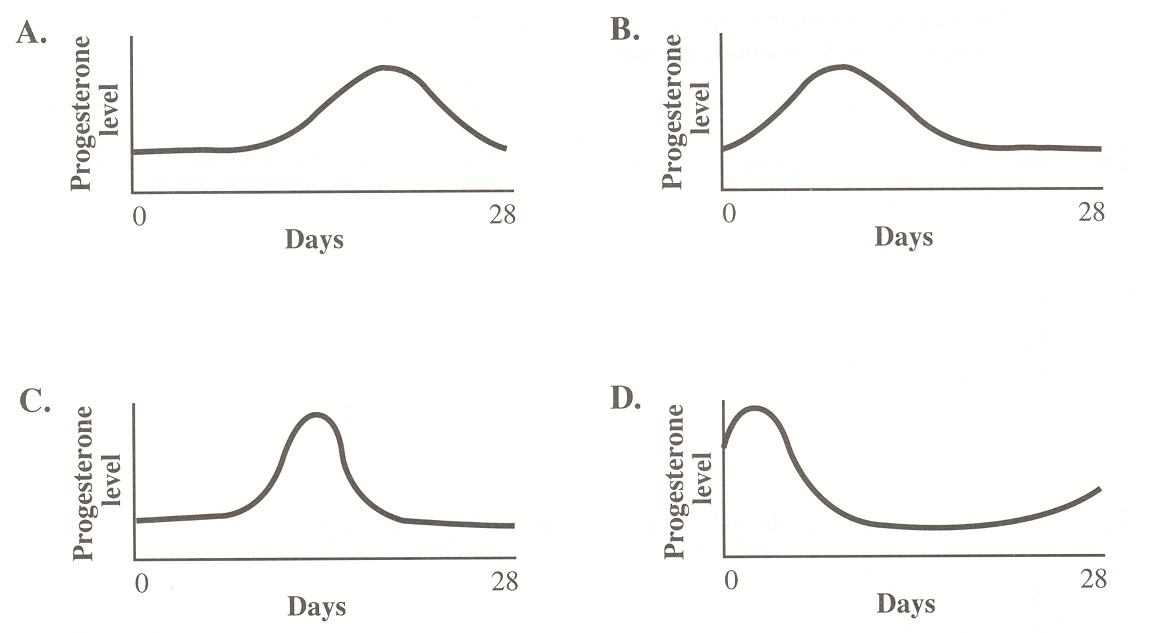 A.
Progesterone
level
0
28
Days
B.
Progesterone
level
0
28
Days
C.
Progesterone
level
0
28
Days
D.
Progesterone
level
0
28
Days